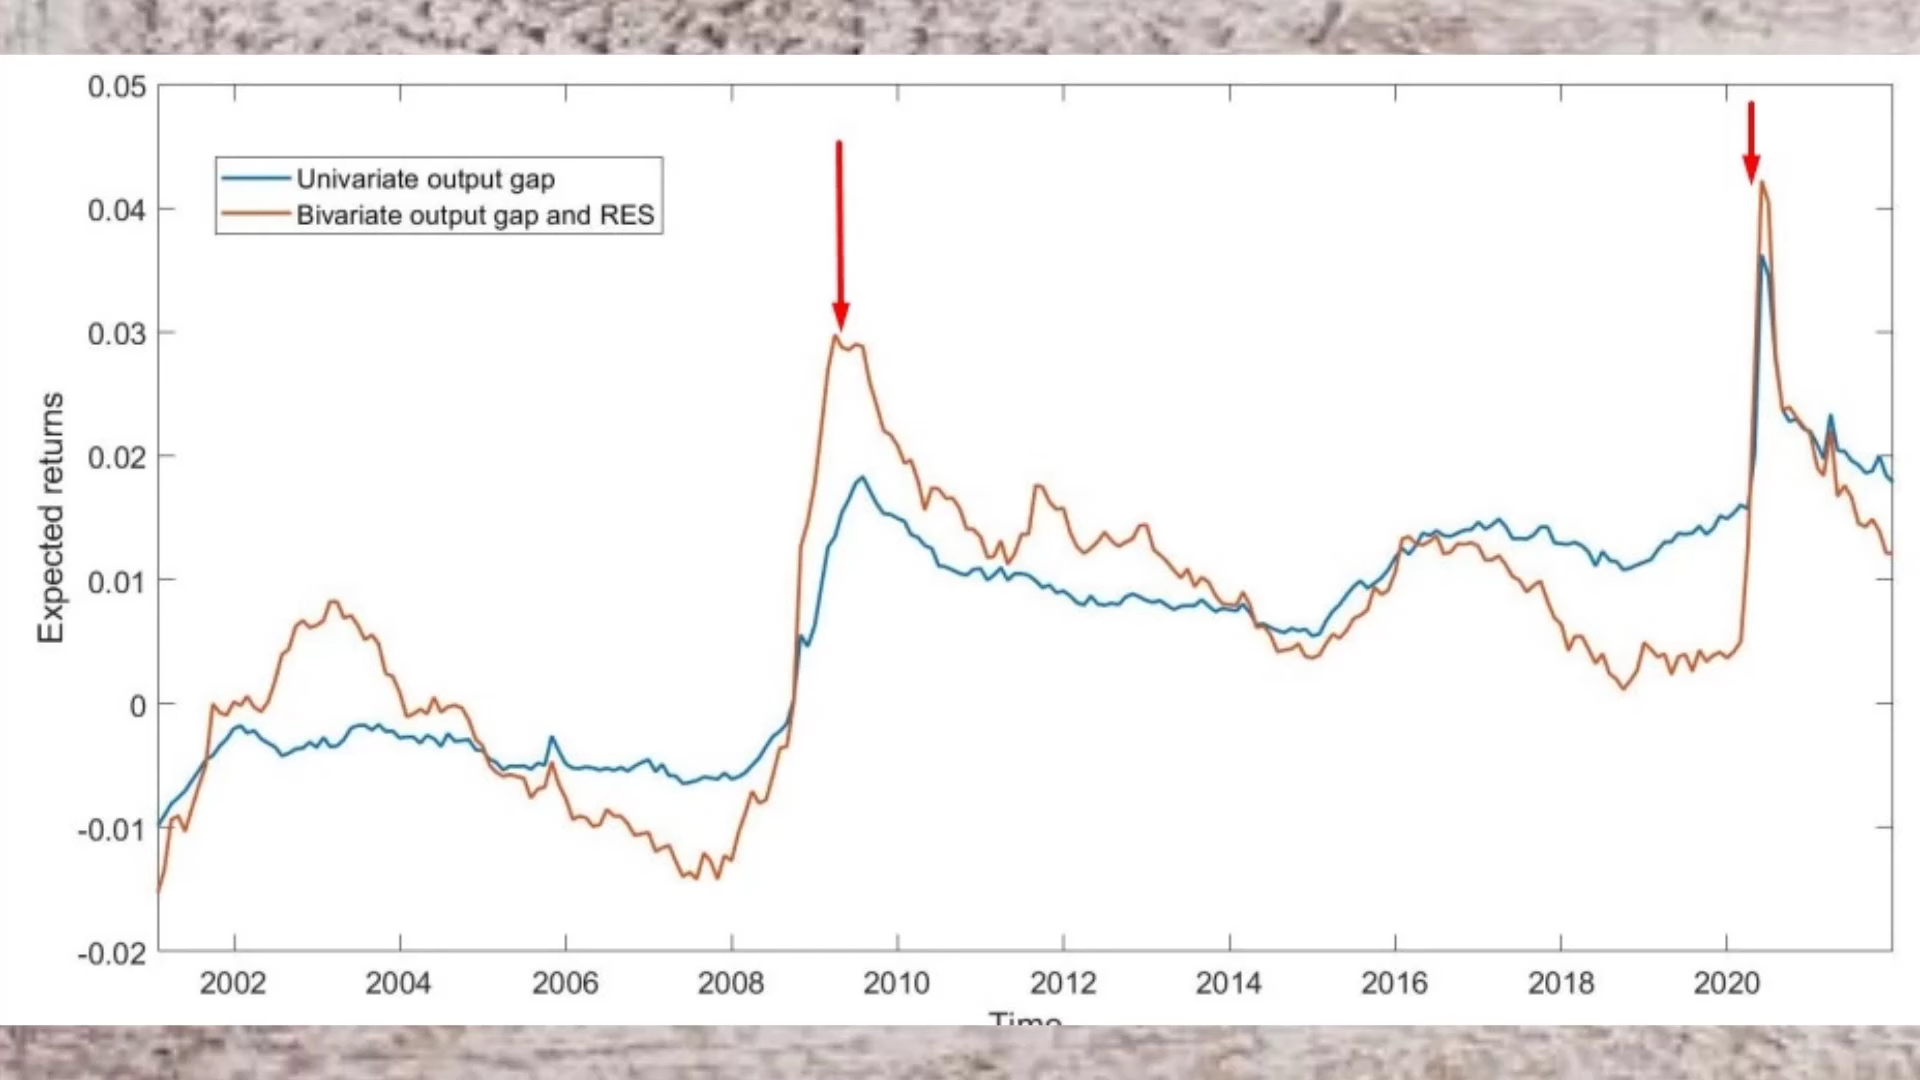 0.05
0.04
0.03
0.02
0.01
0
-0.01
-0.02
Expected returns
Univariate output gap
Bivariate output gap and RES
2002 2004 2006 2008 2010 2012 2014 2016 2018 2020
Time